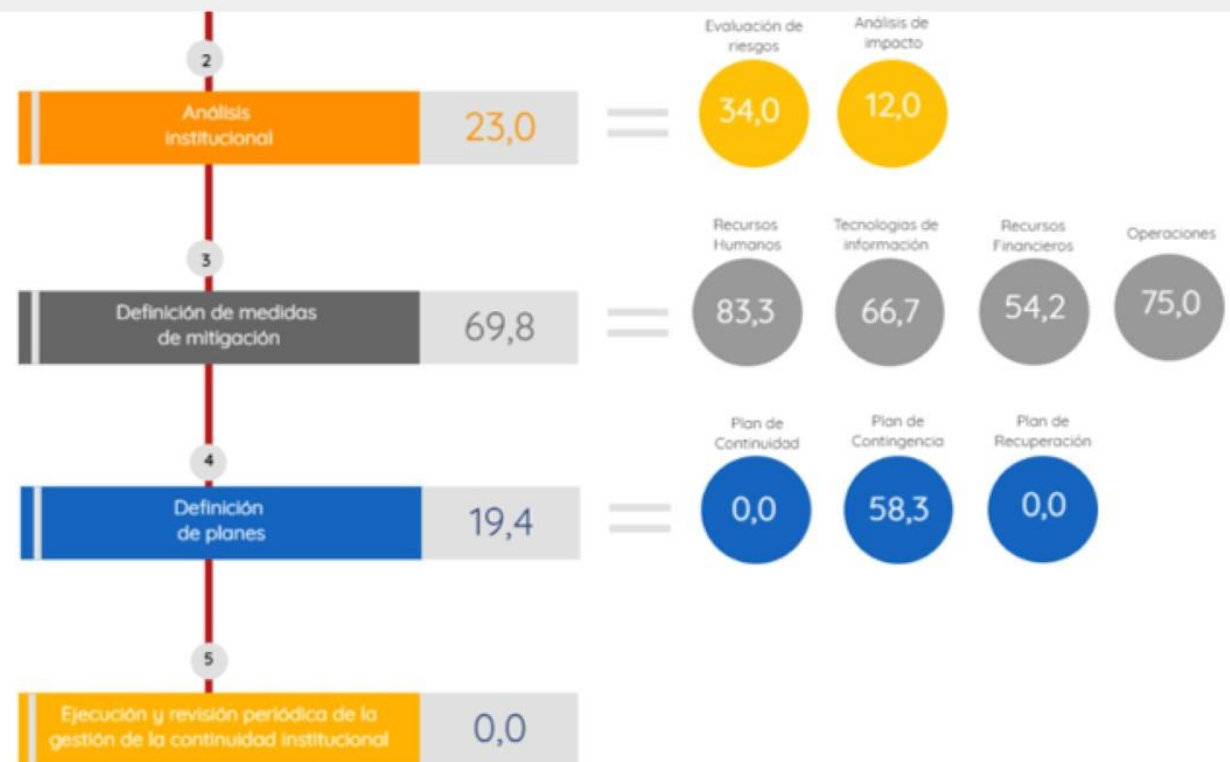 2
Análisis
institucional
23,0
Evaluación de
riesgos
34,0
Análisis de
impacto
12,0
3
Definición de medidas
de mitigación
69,8
Recursos
Humanos
83,3
Tecnologías de
información
66,7
Recursos
Financieros
54,2
Operaciones
75,0
4
Definición
de planes
19,4
Plan de
Continuidad
0,0
Plan de
Contingencia
58,3
Plan de
Recuperación
0,0
5
Ejecución y revisión periódica de la
gestión de la continuidad institucional
0,0